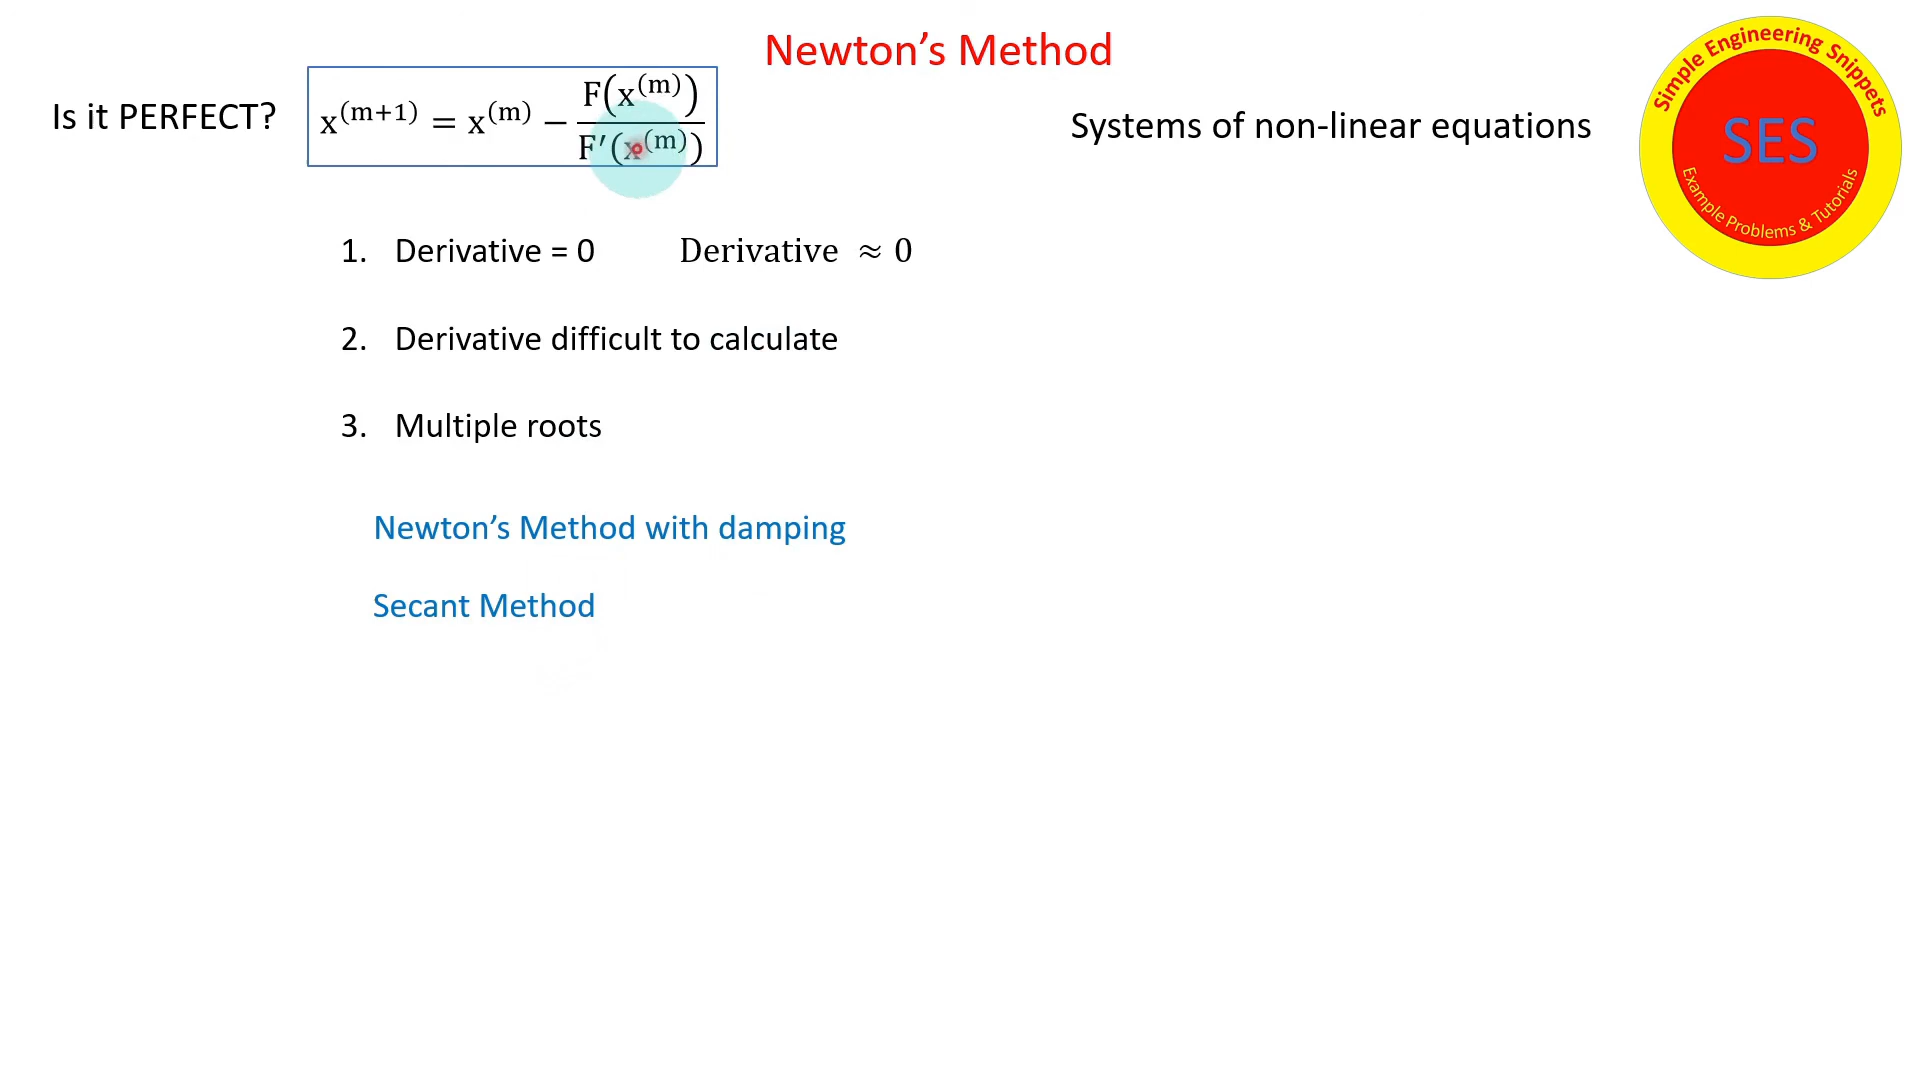 Newton’s Method
Is it PERFECT?
x^(m+1) = x^(m) − F(x^(m)) / F′(x^(m))
Systems of non-linear equations
Simple Engineering Snippets
SES
Example Problems & Tutorials
1. Derivative = 0 Derivative ≈ 0
2. Derivative difficult to calculate
3. Multiple roots
Newton’s Method with damping
Secant Method